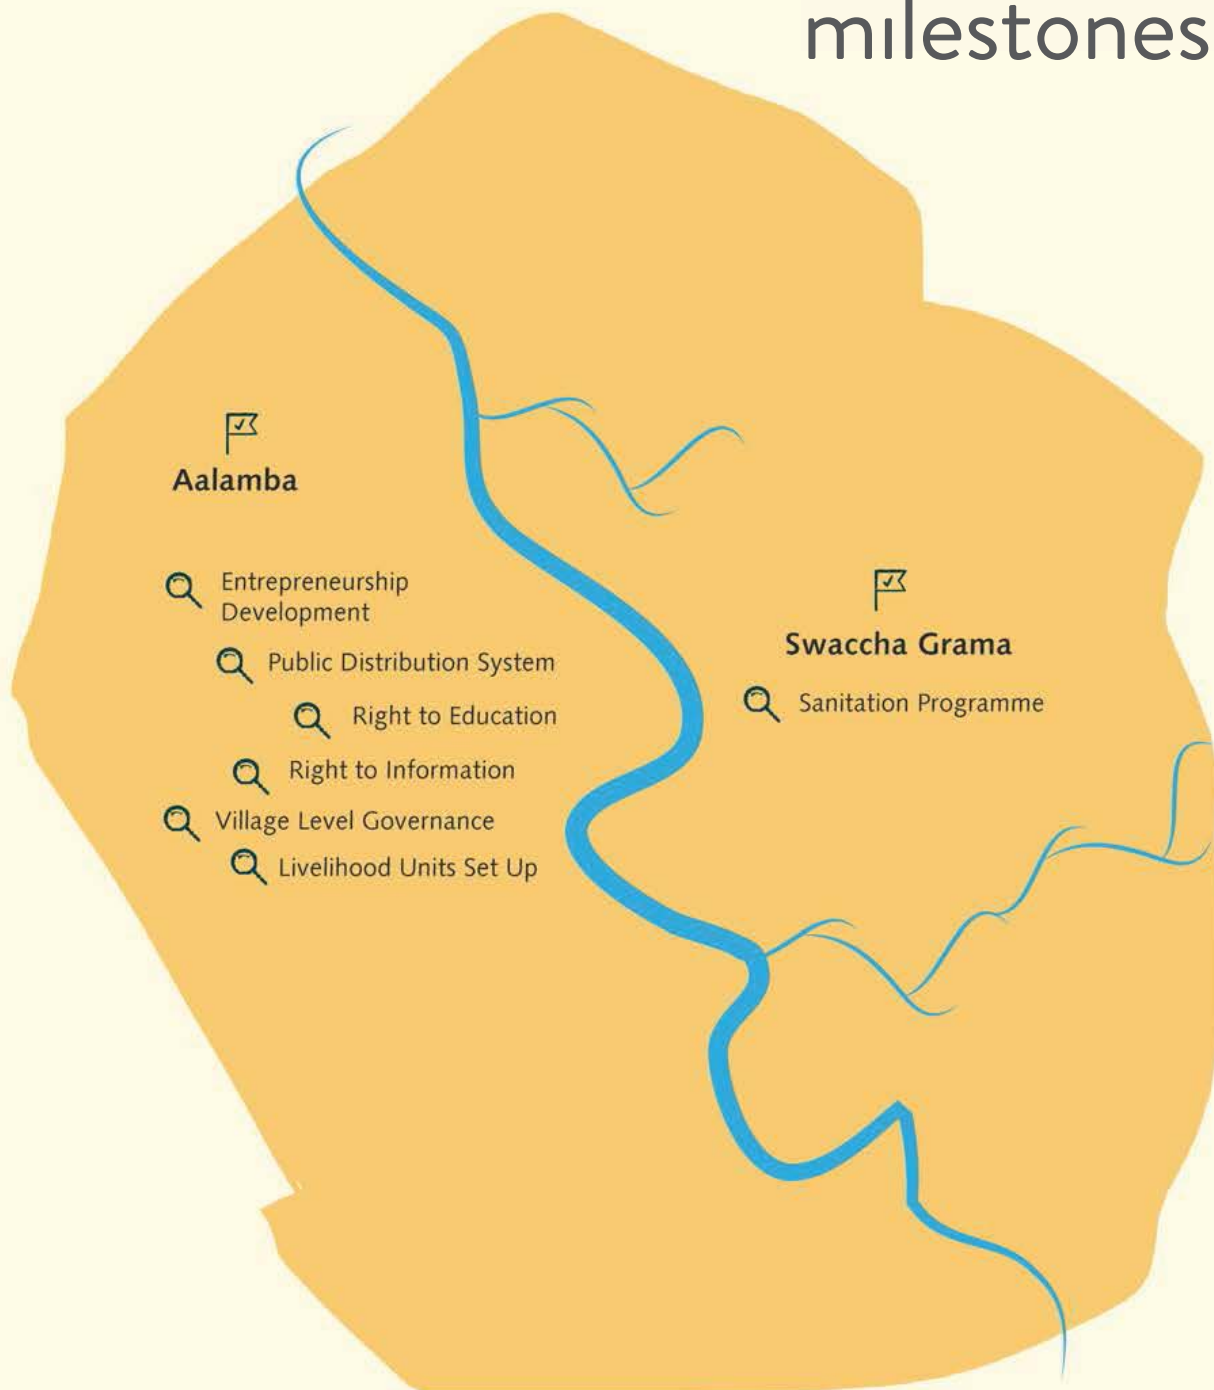 milestones
Aalamba
Entrepreneurship
Development
Public Distribution System
Right to Education
Right to Information
Village Level Governance
Livelihood Units Set Up
Swaccha Grama
Sanitation Programme